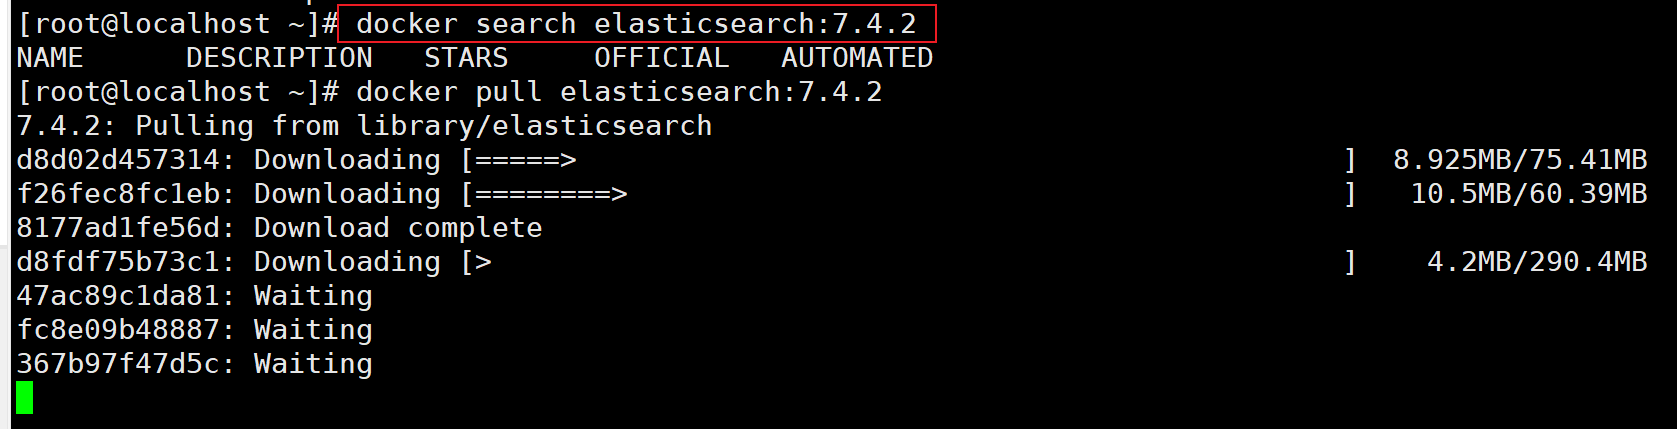 [root@localhost ~]# docker search elasticsearch:7.4.2
NAME      DESCRIPTION   STARS     OFFICIAL   AUTOMATED
[root@localhost ~]# docker pull elasticsearch:7.4.2
7.4.2: Pulling from library/elasticsearch
d8d02d457314: Downloading [=====>                                             ]  8.925MB/75.41MB
f26fec8fc1eb: Downloading [========>                                          ]   10.5MB/60.39MB
8177ad1fe56d: Download complete
d8fdf75b73c1: Downloading [>                                                  ]    4.2MB/290.4MB
47ac89c1da81: Waiting
fc8e09b48887: Waiting
367b97f47d5c: Waiting